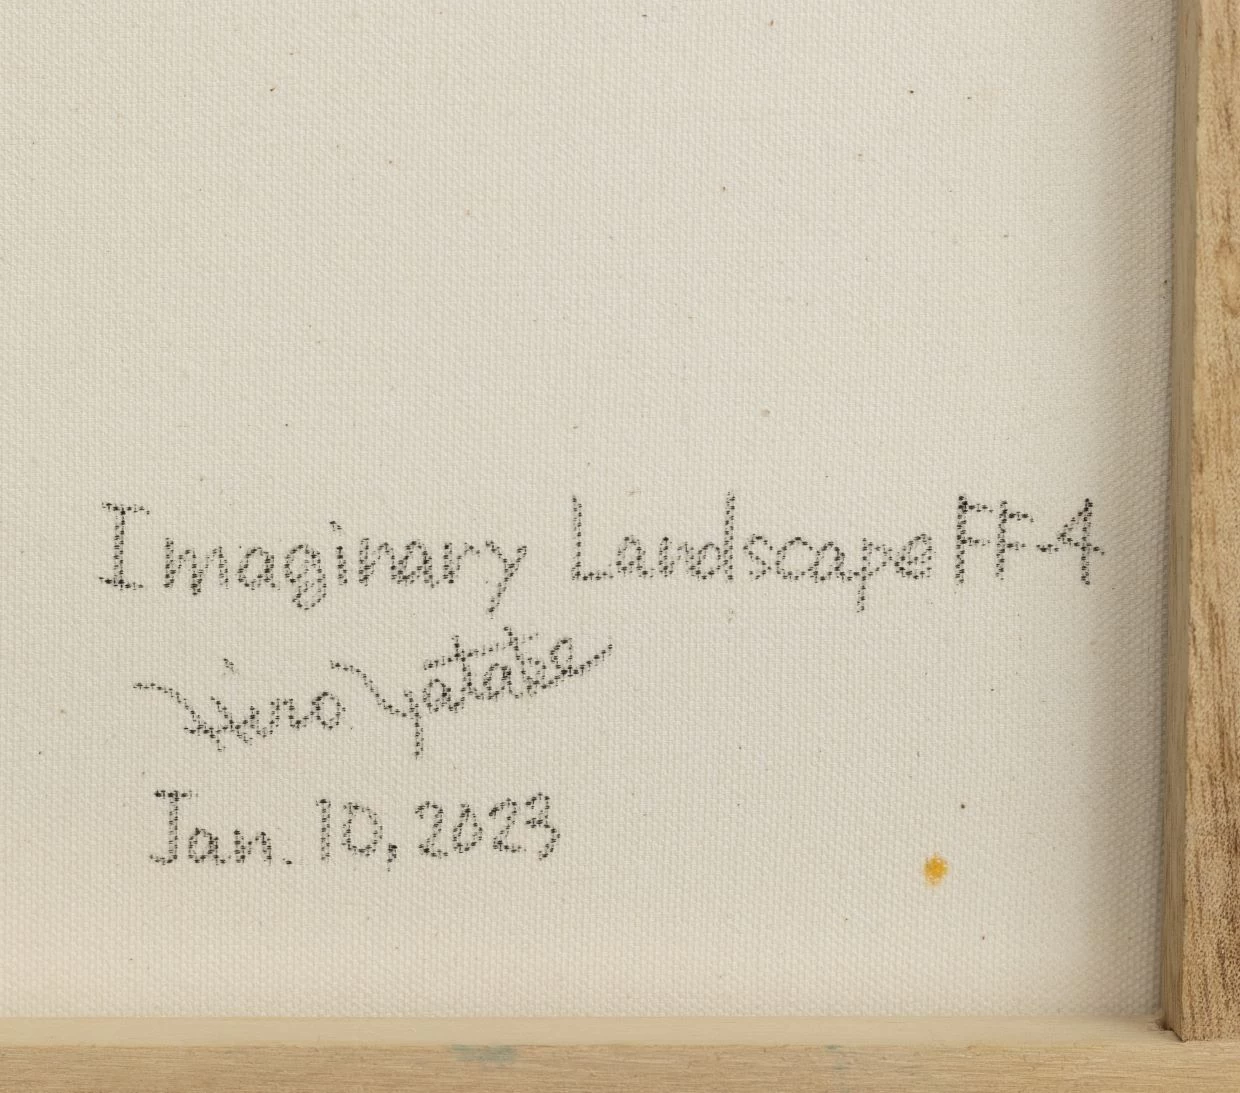 Imaginary Landscape FF-4
Hiro Yatabe
Jan. 10, 2023